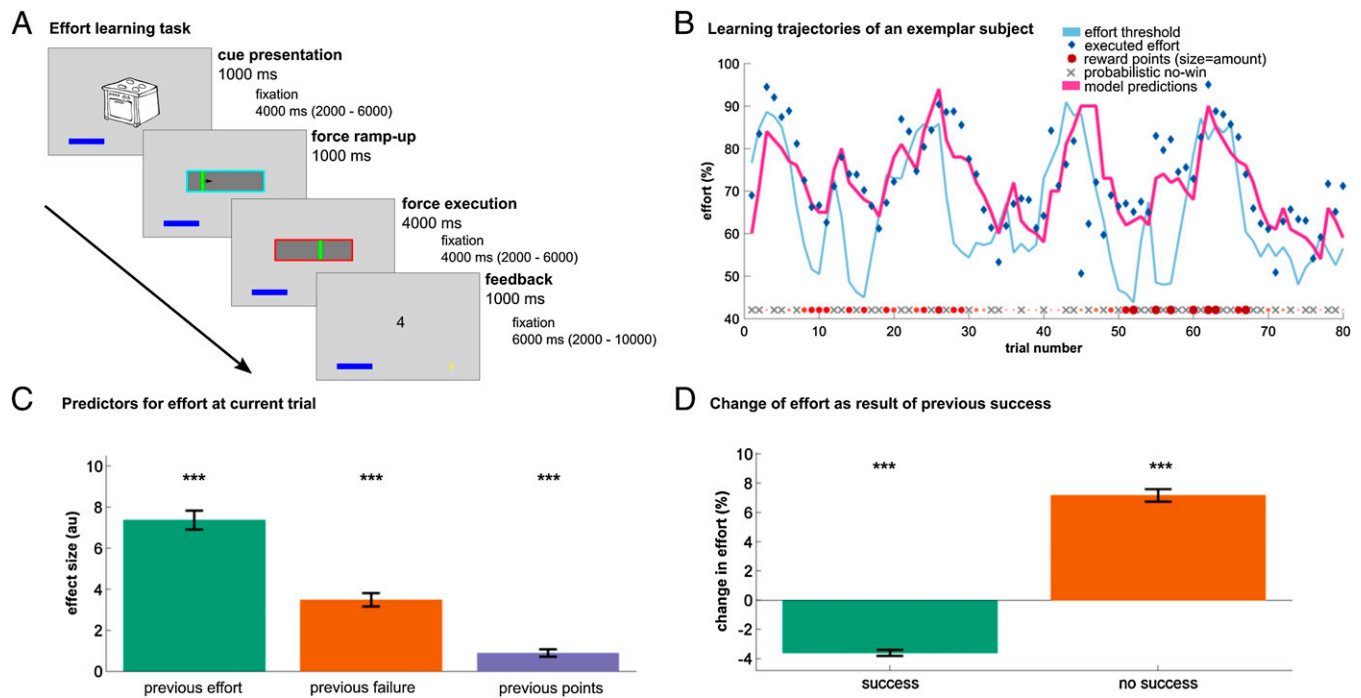 A Effort learning task
cue presentation
1000 ms
fixation
4000 ms (2000 - 6000)
force ramp-up
1000 ms
force execution
4000 ms
fixation
4000 ms (2000 - 6000)
feedback
1000 ms
4
fixation
6000 ms (2000 - 10000)
B Learning trajectories of an exemplar subject
effort threshold
executed effort
reward points (size=amount)
probabilistic no-win
model predictions
effort (%)
100
90
80
70
60
50
40
0 10 20 30 40 50 60 70 80
trial number
C Predictors for effort at current trial
effect size (au)
10
8
6
4
2
0
*** *** ***
previous effort previous failure previous points
D Change of effort as result of previous success
change in effort (%)
10
8
6
4
2
0
-2
-4
*** ***
success no success